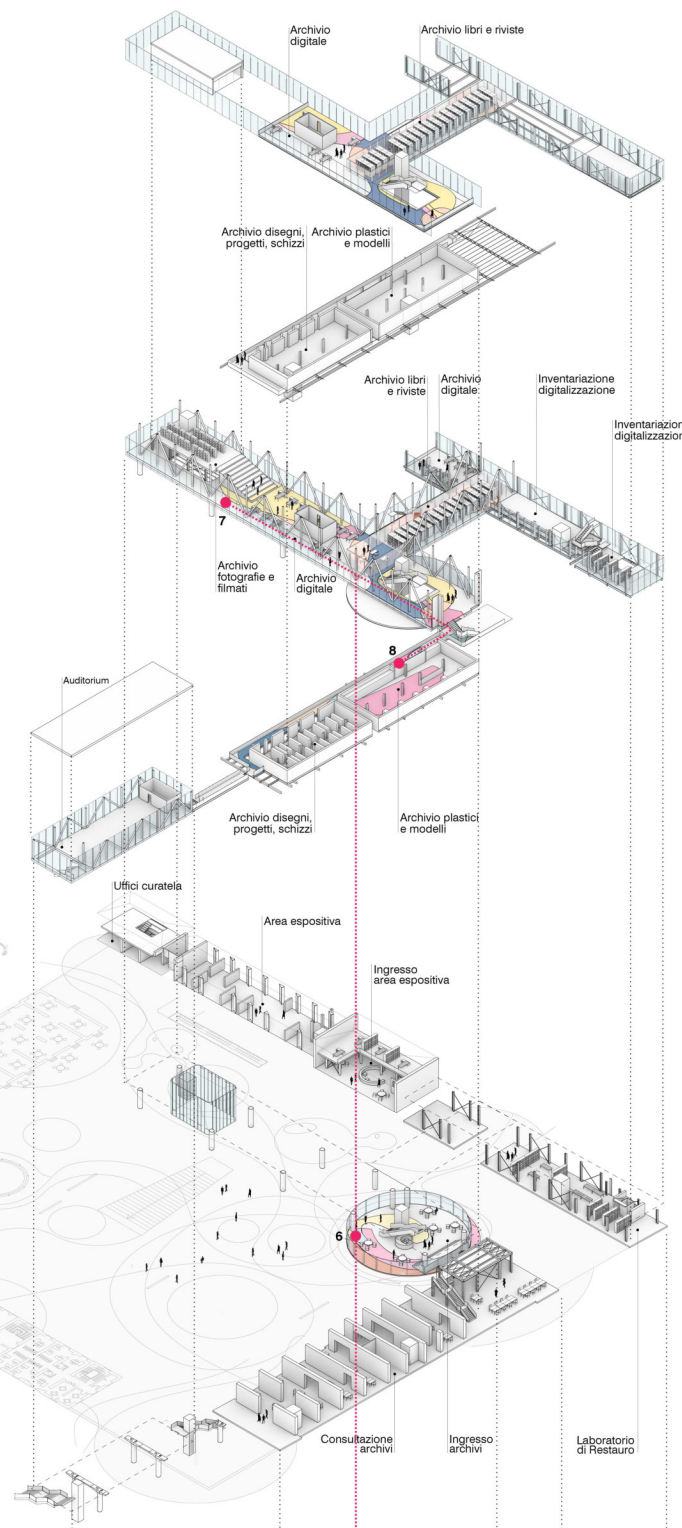 Archivio
digitale
Archivio libri e riviste
Archivio disegni,
progetti, schizzi
Archivio plastici
e modelli
Archivio libri
e riviste
Archivio
digitale
Inventariazione
digitalizzazione
Inventariazior
digitalizzazior
7
Archivio
fotografie e
filmati
Archivio
digitale
8
Auditorium
Archivio disegni,
progetti, schizzi
Archivio plastici
e modelli
Uffici curatela
Area espositiva
Ingresso
area espositiva
6
Consultazione
archivi
Ingresso
archivi
Laboratorio
di Restauro